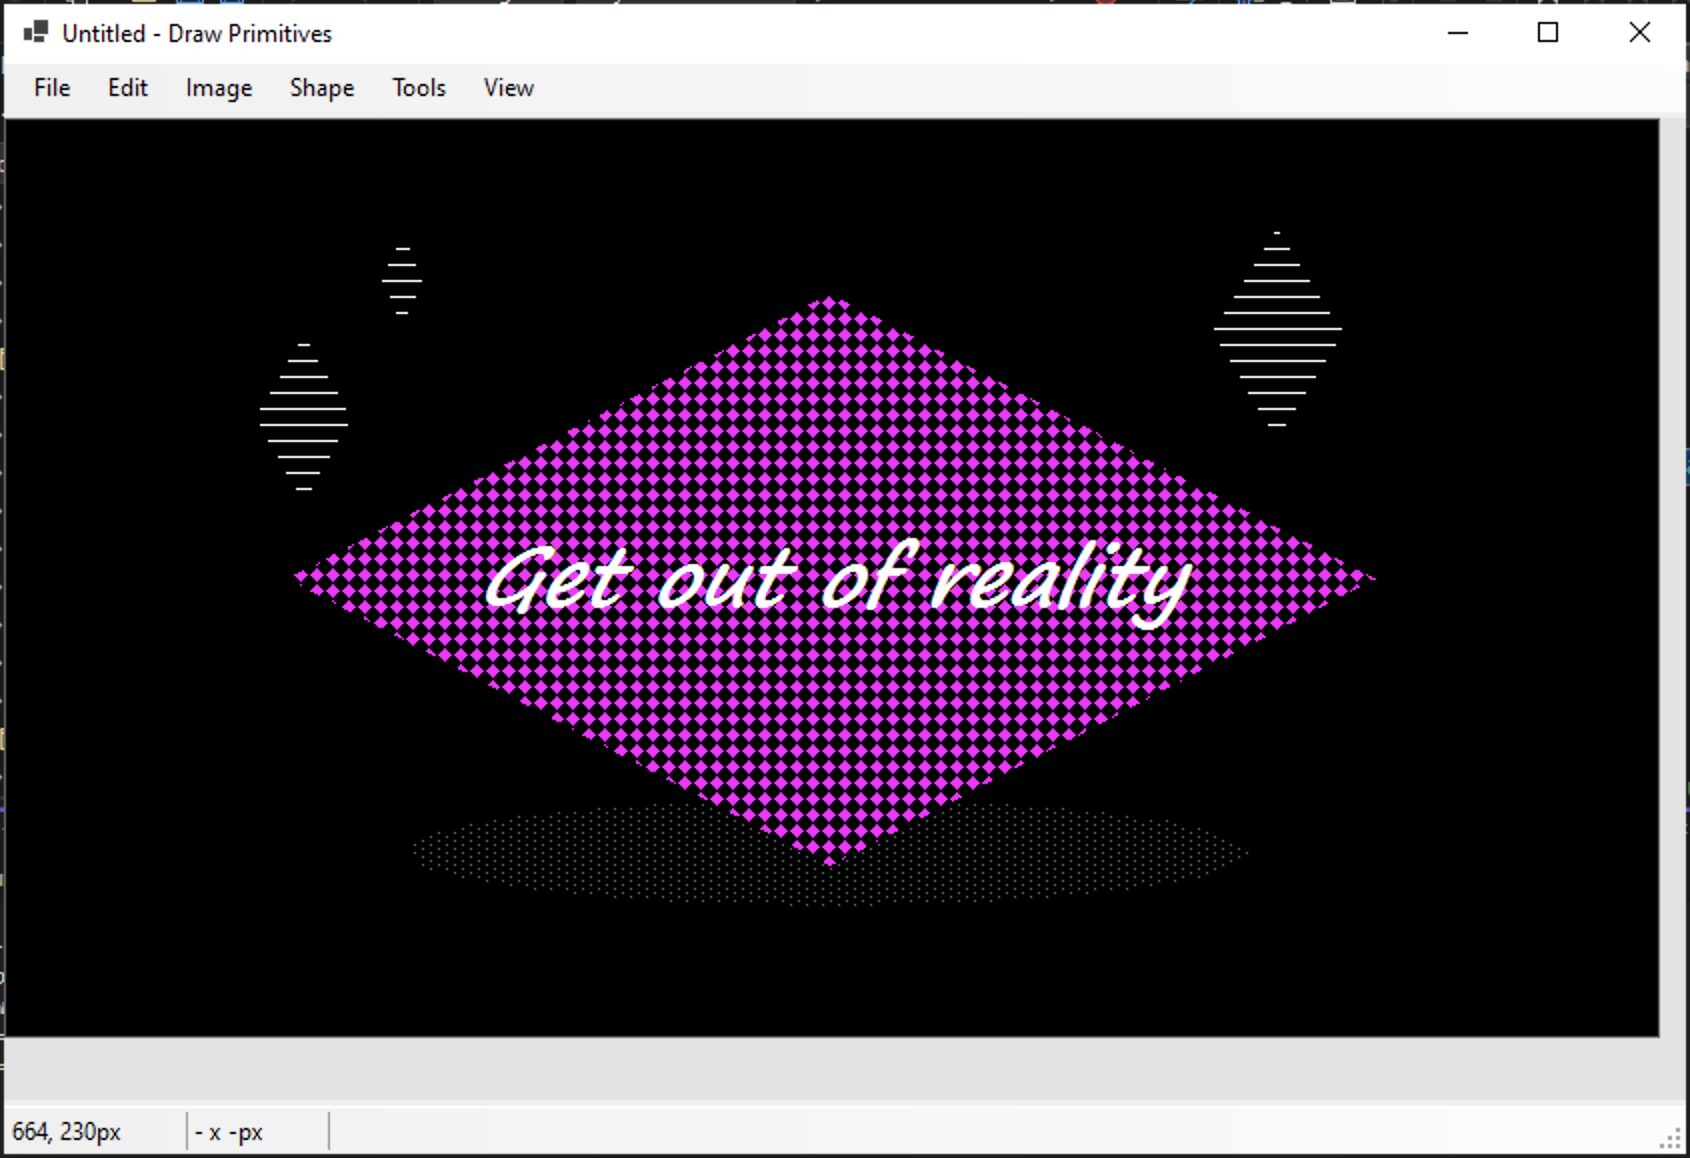 Untitled - Draw Primitives
File Edit Image Shape Tools View
Get out of reality
664, 230px - x -px